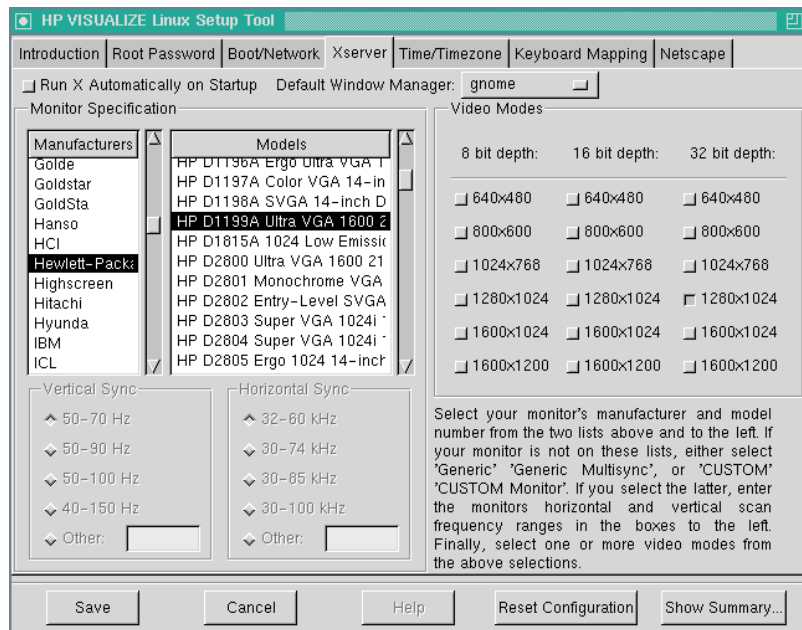 HP VISUALIZE Linux Setup Tool
Introduction Root Password Boot/Network Xserver Time/Timezone Keyboard Mapping Netscape
Run X Automatically on Startup Default Window Manager: gnome
Monitor Specification
Manufacturers
Golde
Goldstar
GoldSta
Hanso
HCI
Hewlett-Packa
Highscreen
Hitachi
Hyunda
IBM
ICL
Models
HP D1196A Ergo Ultra VGA 1
HP D1197A Color VGA 14-in
HP D1198A SVGA 14-inch D
HP D1199A Ultra VGA 1600 2
HP D1815A 1024 Low Emissic
HP D2800 Ultra VGA 1600 21
HP D2801 Monochrome VGA
HP D2802 Entry-Level SVGA
HP D2803 Super VGA 1024i
HP D2804 Super VGA 1024i
HP D2805 Ergo 1024 14-inch
Vertical Sync
50-70 Hz
50-90 Hz
50-100 Hz
40-150 Hz
Other:
Horizontal Sync
32-60 kHz
30-74 kHz
30-85 kHz
30-100 kHz
Other:
Video Modes
8 bit depth: 16 bit depth: 32 bit depth:
640x480 640x480 640x480
800x600 800x600 800x600
1024x768 1024x768 1024x768
1280x1024 1280x1024 1280x1024
1600x1024 1600x1024 1600x1024
1600x1200 1600x1200 1600x1200
Select your monitor's manufacturer and model
number from the two lists above and to the left. If
your monitor is not on these lists, either select
'Generic' 'Generic Multisync', or 'CUSTOM'
'CUSTOM Monitor'. If you select the latter, enter
the monitors horizontal and vertical scan
frequency ranges in the boxes to the left.
Finally, select one or more video modes from
the above selections.
Save Cancel Help Reset Configuration Show Summary...